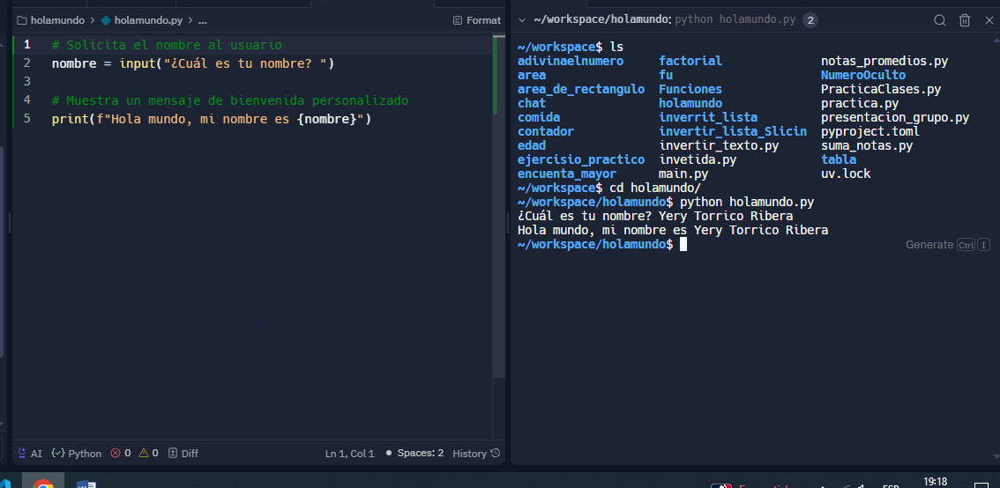 holamundo > holamundo.py > ...
Format
1 # Solicita el nombre al usuario
2 nombre = input("¿Cuál es tu nombre? ")
3
4 # Muestra un mensaje de bienvenida personalizado
5 print(f"Hola mundo, mi nombre es {nombre}")
AI
Python
0
0
Diff
Ln 1, Col 1
Spaces: 2
History
~/workspace/holamundo: python holamundo.py 2
~/workspace$ ls
adivinaelnumero factorial notas_promedios.py
area fu NumeroOculto
area_de_rectangulo Funciones PracticaClases.py
chat holamundo practica.py
comida inverrit_lista presentacion_grupo.py
contador invertir_lista_Slicin pyproject.toml
edad invertir_texto.py suma_notas.py
ejercisio_practico invetida.py tabla
encuenta_mayor main.py uv.lock
~/workspace$ cd holamundo/
~/workspace/holamundo$ python holamundo.py
¿Cuál es tu nombre? Yery Torrico Ribera
Hola mundo, mi nombre es Yery Torrico Ribera
~/workspace/holamundo$
Generate Ctrl I
19:18